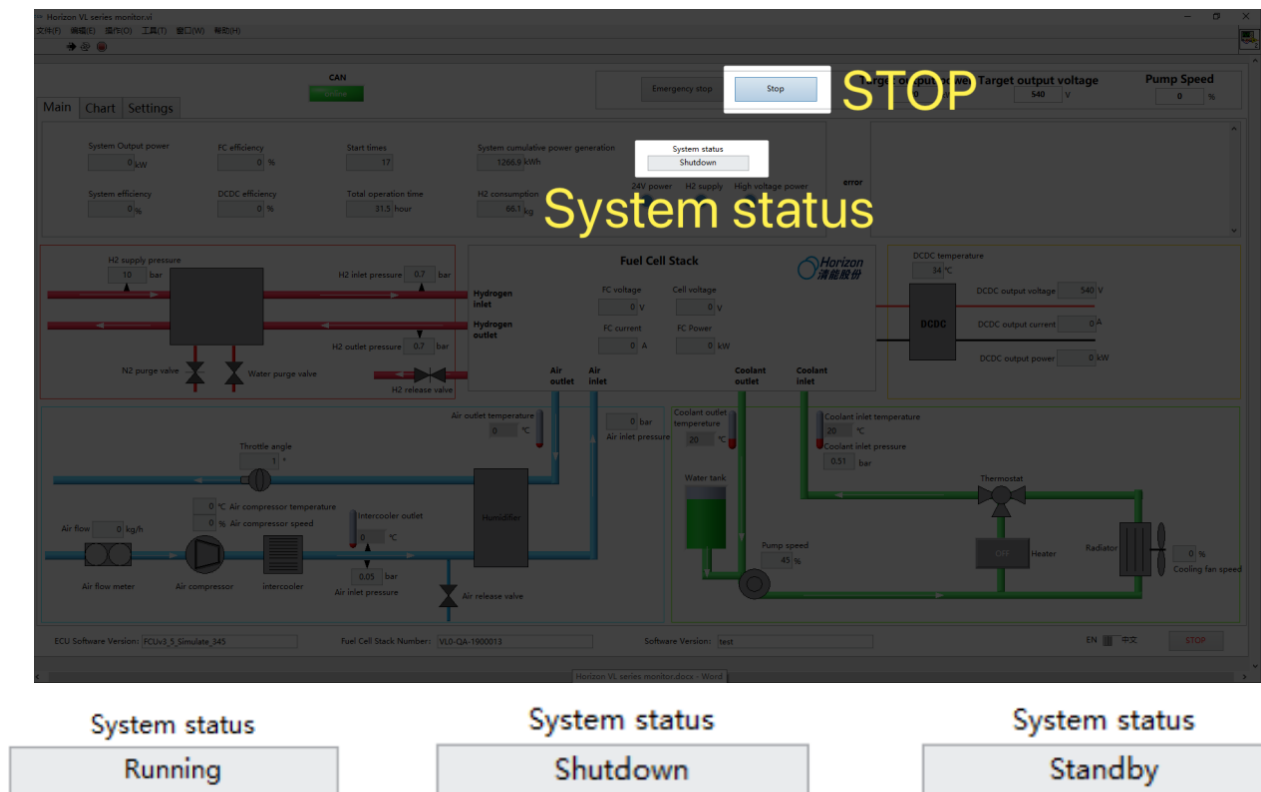 Horizon VL series monitor.vi
文件(F) 编辑(E) 操作(O) 工具(T) 窗口(W) 帮助(H)
CAN
Online
Emergency stop
Stop
STOP
Target output power
Target output voltage
540 V
Pump Speed
0 %
Main Chart Settings
System Output power
0 kW
FC efficiency
0 %
Start times
17
System cumulative power generation
1266.9 kWh
System status
Shutdown
System efficiency
0 %
DCDC efficiency
0 %
Total operation time
31.5 hour
H2 consumption
66.1 kg
24V power H2 supply High voltage power
error
System status
H2 supply pressure
10 bar
H2 inlet pressure 0.7 bar
Hydrogen
inlet
Hydrogen
outlet
H2 outlet pressure 0.7 bar
N2 purge valve
Water purge valve
H2 release valve
Fuel Cell Stack
Horizon
清能股份
FC voltage
0 V
Cell voltage
0 V
FC current
0 A
FC Power
0 kW
Air
outlet
Air
inlet
Coolant
outlet
Coolant
inlet
DCDC temperature
34 ℃
DCDC
DCDC output voltage 540 V
DCDC output current 0 A
DCDC output power 0 kW
Air outlet temperature
0 ℃
0 bar
Air inlet pressure
Throttle angle
1 °
0 ℃ Air compressor temperature
0 % Air compressor speed
Air flow 0 kg/h
Intercooler outlet
0 ℃
0.05 bar
Air inlet pressure
Humidifier
Air flow meter
Air compressor
intercooler
Air release valve
Coolant outlet
tempereture
20 ℃
Coolant inlet temperature
20 ℃
Coolant inlet pressure
0.51 bar
Water tank
Thermostat
Pump speed
45 %
OFF
Heater
Radiator
0 %
Cooling fan speed
ECU Software Version: FCUv3_5_Simulate_345
Fuel Cell Stack Number: VL0-QA-1900013
Software Version: test
EN 中文
STOP
Horizon VL series monitor.docx - Word
System status
Running
System status
Shutdown
System status
Standby